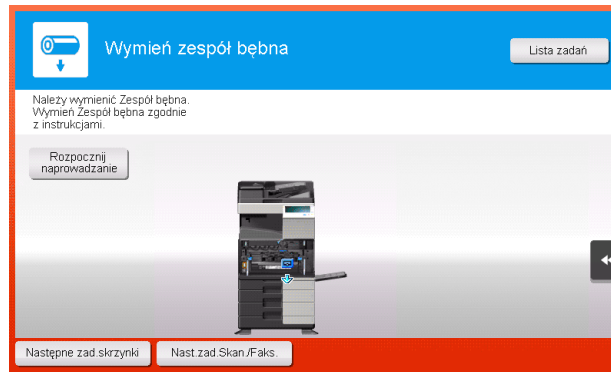 Wymień zespół bębna
Lista zadań
Należy wymienić Zespół bębna.
Wymień Zespół bębna zgodnie
z instrukcjami.
Rozpocznij
naprowadzanie
Następne zad.skrzynki
Nast.zad.Skan./Faks.